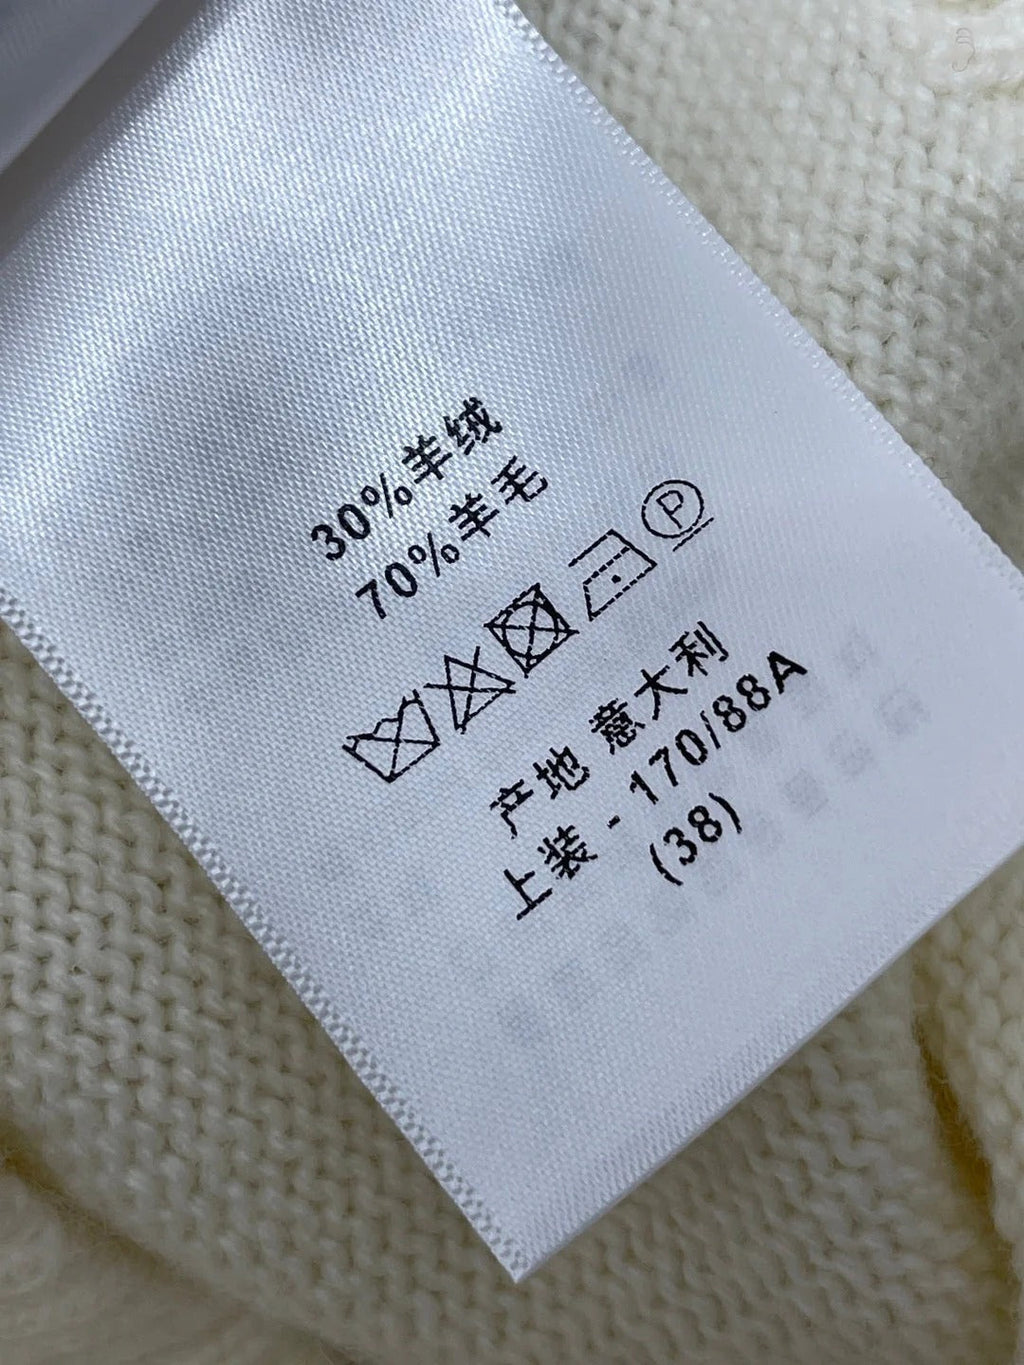 30%羊绒
70%羊毛
P
产地 意大利
上装 - 170/88A
(38)